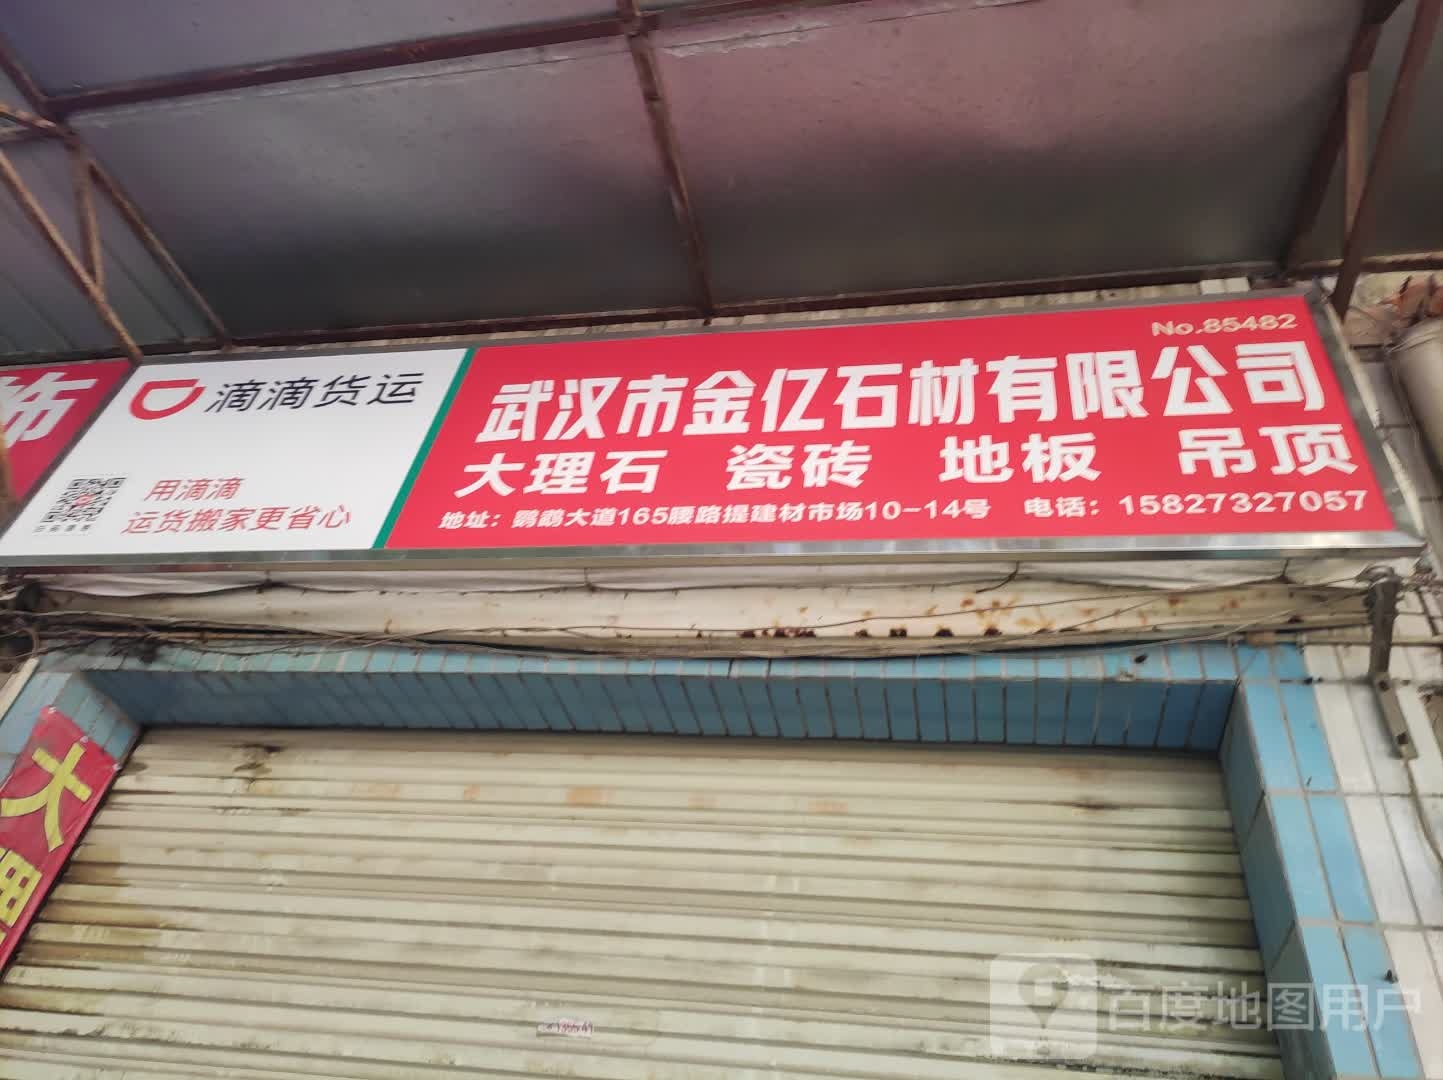 饰
滴滴货运
用滴滴
运货搬家更省心
No.85482
武汉市金亿石材有限公司
大理石 瓷砖 地板 吊顶
地址：鹦鹉大道165腰路提建材市场10-14号 电话：15827327057
大理
百度地图用户